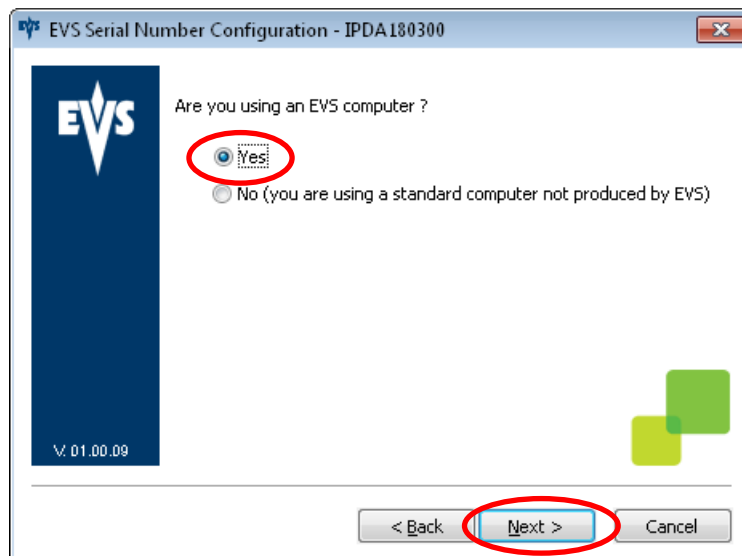 EVS Serial Number Configuration - IPDA180300
EVS
Are you using an EVS computer ?
Yes
No (you are using a standard computer not produced by EVS)
V. 01.00.09
< Back
Next >
Cancel